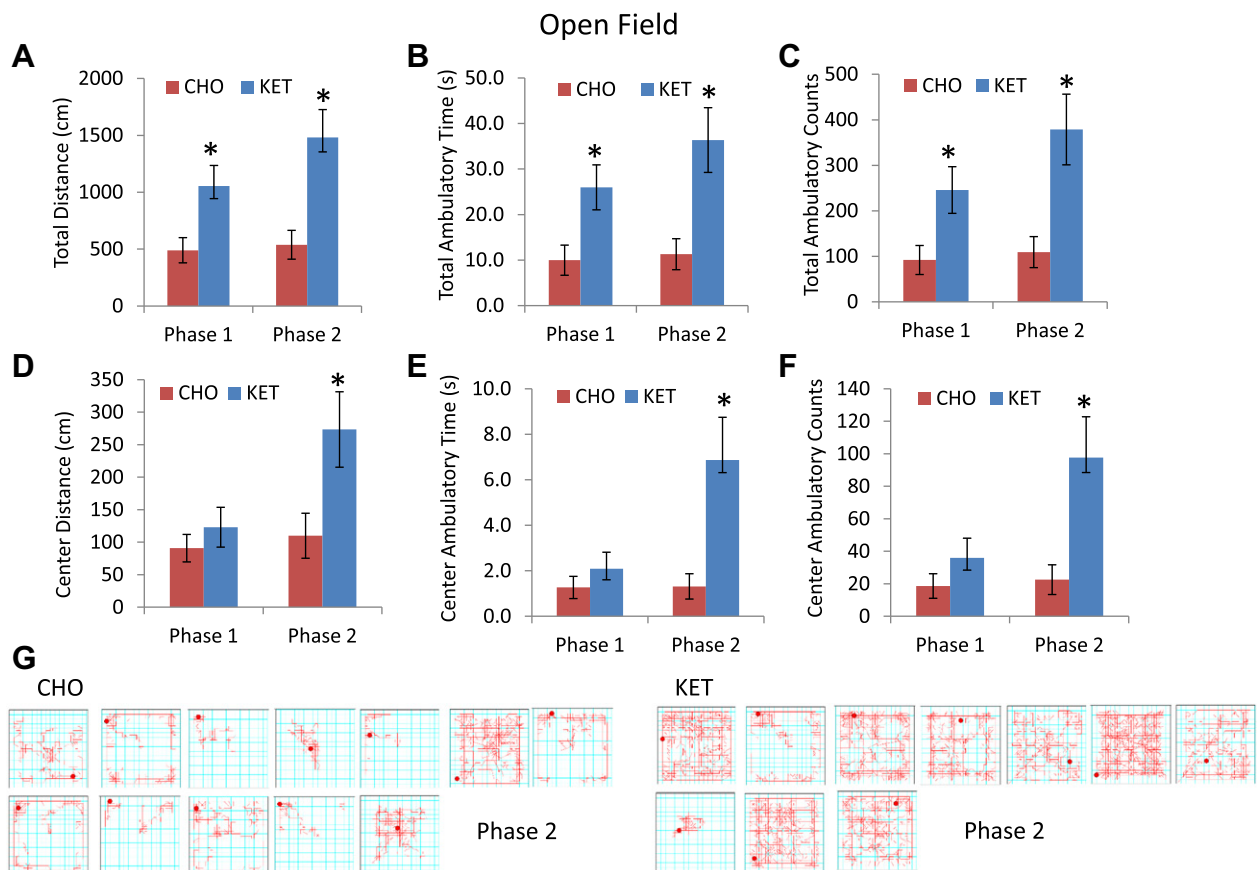 Open Field
A
Total Distance (cm)
2000
1500
1000
500
0
CHO KET
*
*
Phase 1 Phase 2
B
Total Ambulatory Time (s)
50.0
40.0
30.0
20.0
10.0
0.0
CHO KET
*
*
Phase 1 Phase 2
C
Total Ambulatory Counts
500
400
300
200
100
0
CHO KET
*
*
Phase 1 Phase 2
D
Center Distance (cm)
350
300
250
200
150
100
50
0
CHO KET
*
Phase 1 Phase 2
E
Center Ambulatory Time (s)
10.0
8.0
6.0
4.0
2.0
0.0
CHO KET
*
Phase 1 Phase 2
F
Center Ambulatory Counts
140
120
100
80
60
40
20
0
CHO KET
*
Phase 1 Phase 2
G
CHO
Phase 2
KET
Phase 2